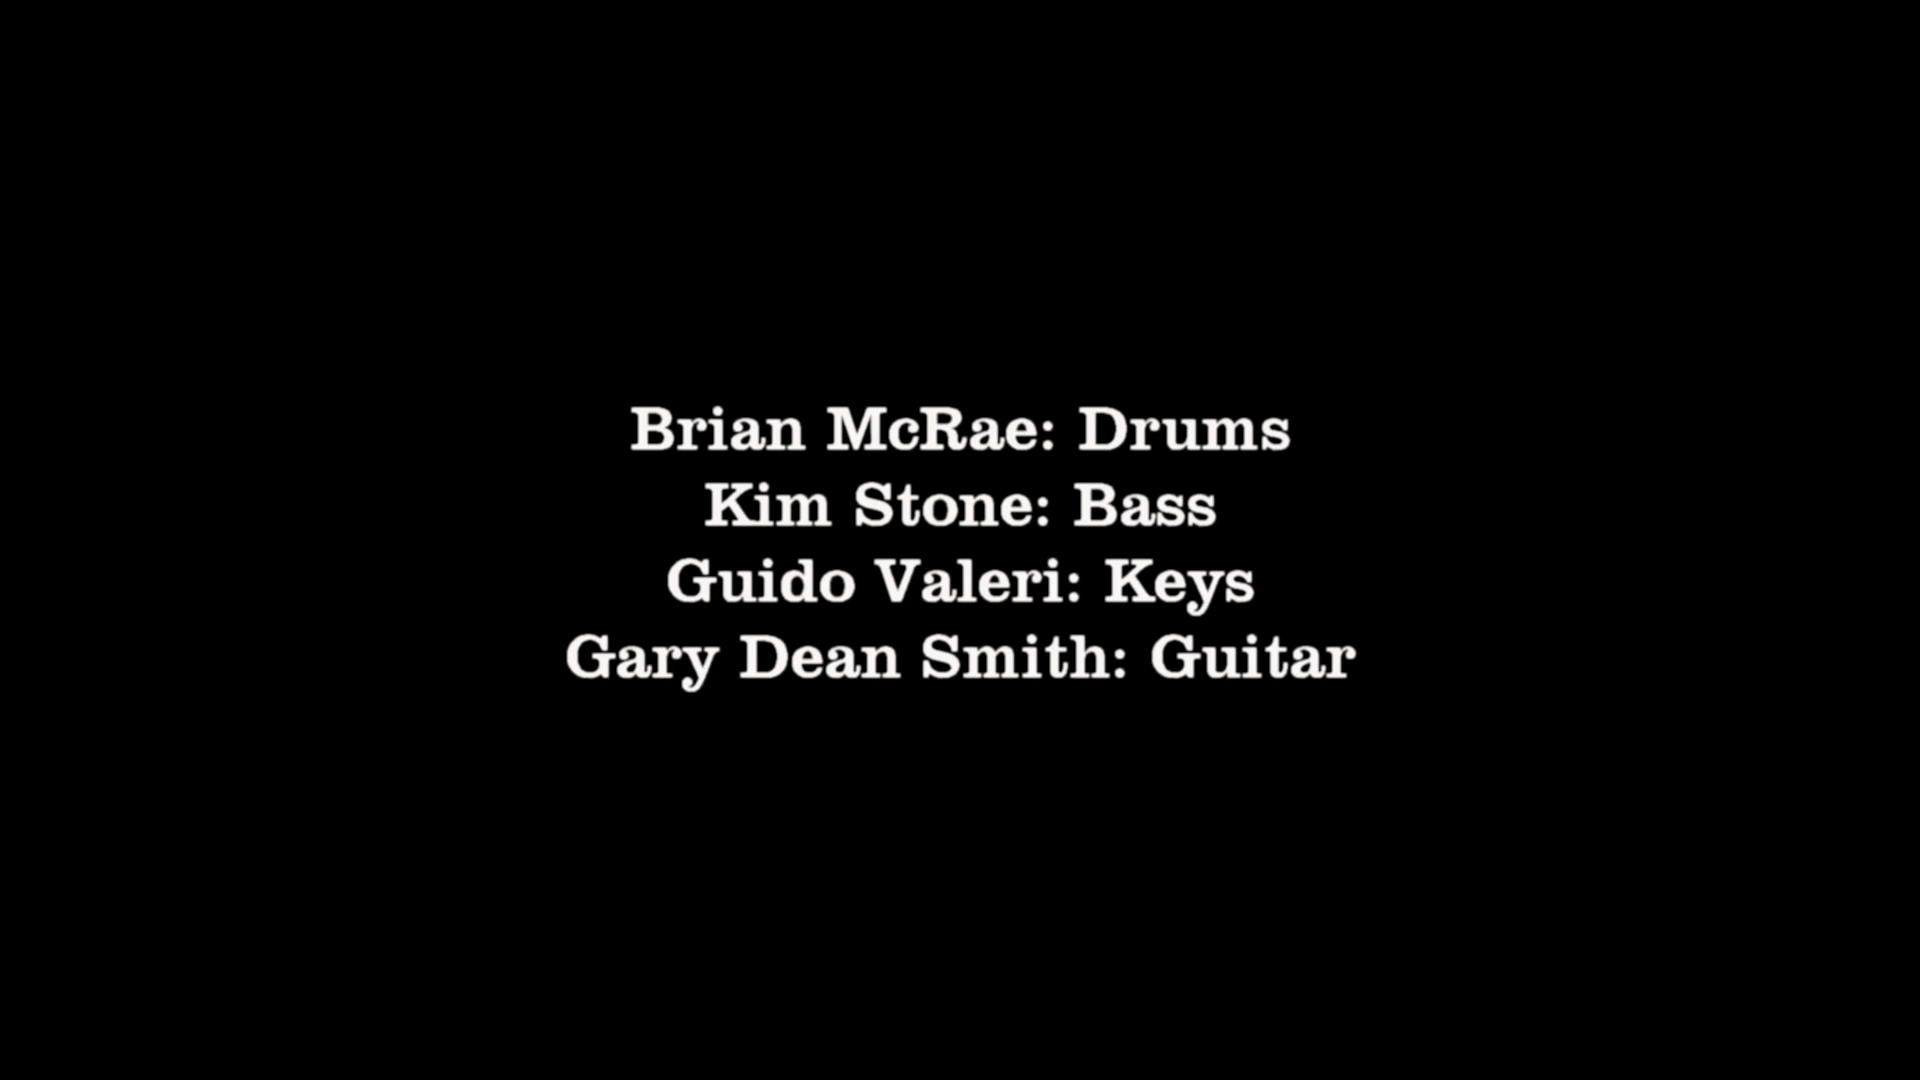 Brian McRae: Drums
Kim Stone: Bass
Guido Valeri: Keys
Gary Dean Smith: Guitar